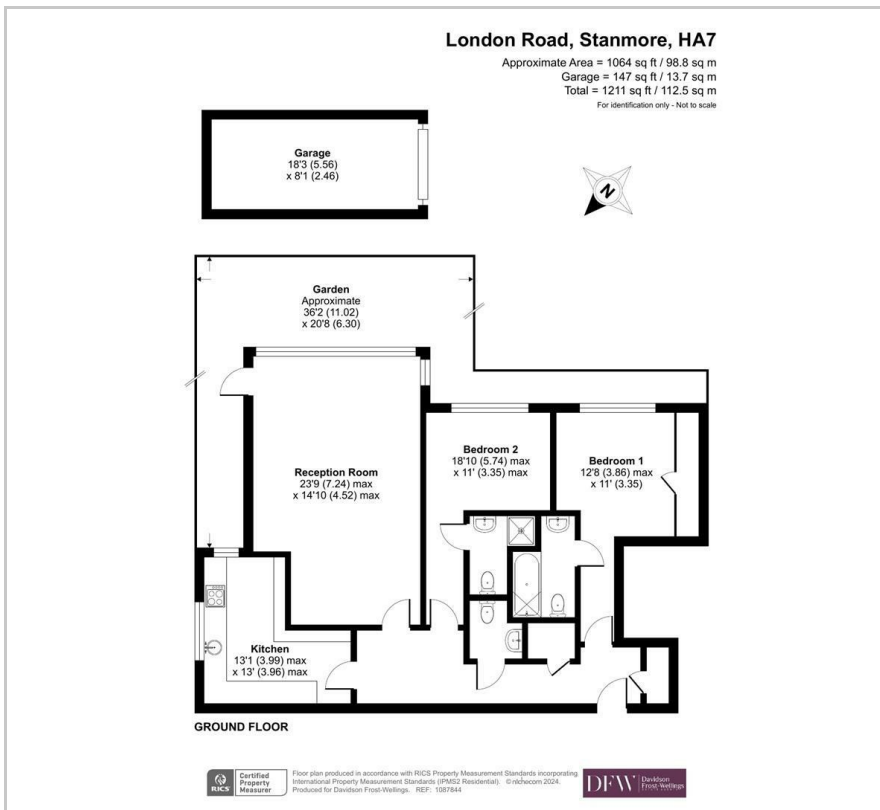 London Road, Stanmore, HA7
Approximate Area = 1064 sq ft / 98.8 sq m
Garage = 147 sq ft / 13.7 sq m
Total = 1211 sq ft / 112.5 sq m
For identification only - Not to scale
Garage
18'3 (5.56)
x 8'1 (2.46)
N
Garden
Approximate
36'2 (11.02)
x 20'8 (6.30)
Bedroom 2
18'10 (5.74) max
x 11' (3.35) max
Bedroom 1
12'8 (3.86) max
x 11' (3.35)
Reception Room
23'9 (7.24) max
x 14'10 (4.52) max
Kitchen
13'1 (3.99) max
x 13' (3.96) max
GROUND FLOOR
RICS
Certified
Property
Measurer
Floor plan produced in accordance with RICS Property Measurement Standards incorporating
International Property Measurement Standards (IPMS2 Residential). ©nichecom 2024.
Produced for Davidson Frost-Wellings. REF: 1087844
DFW
Davidson
Frost-Wellings